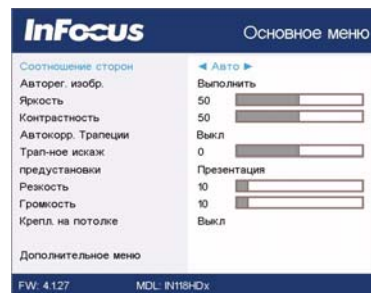 InFocus
Основное меню
Соотношение сторон ◄ Авто ►
Авторег. изобр. Выполнить
Яркость 50
Контрастность 50
Автокорр. Трапеции Выкл
Трап-ное искаж 0
предустановки Презентация
Резкость 10
Громкость 10
Крепл. на потолке Выкл
Дополнительное меню
FW: 4.1.27 MDL: IN118HDx